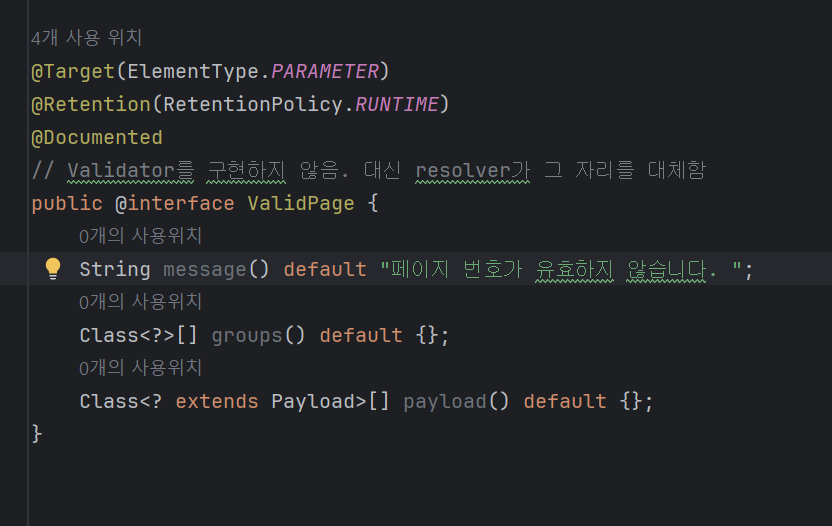 4개 사용 위치
@Target(ElementType.PARAMETER)
@Retention(RetentionPolicy.RUNTIME)
@Documented
// Validator를 구현하지 않음. 대신 resolver가 그 자리를 대체함
public @interface ValidPage {
0개의 사용위치
String message() default "페이지 번호가 유효하지 않습니다. ";
0개의 사용위치
Class<?>[] groups() default {};
0개의 사용위치
Class<? extends Payload>[] payload() default {};
}